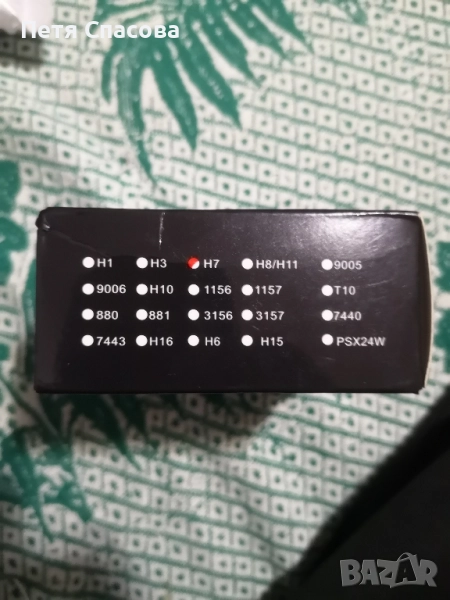 Петя Спасова
H1 H3 H7 H8/H11 9005
9006 H10 1156 1157 T10
880 881 3156 3157 7440
7443 H16 H6 H15 PSX24W
BAZAR